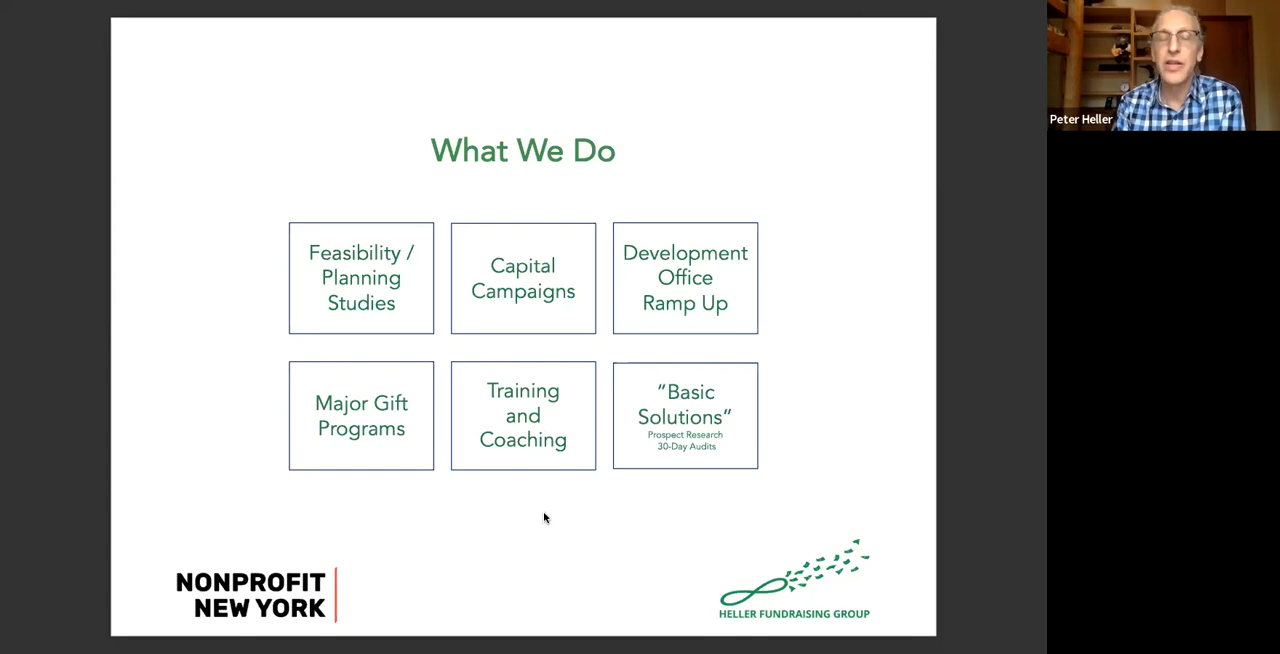 What We Do
Feasibility /
Planning
Studies
Capital
Campaigns
Development
Office
Ramp Up
Major Gift
Programs
Training
and
Coaching
"Basic
Solutions"
Prospect Research
30-Day Audits
NONPROFIT
NEW YORK
HELLER FUNDRAISING GROUP
Peter Heller